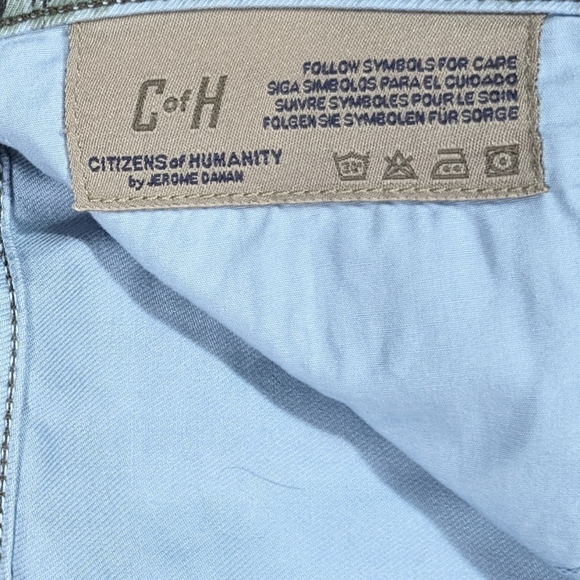 C of H
CITIZENS of HUMANITY
by JEROME DAHAN
FOLLOW SYMBOLS FOR CARE
SIGA SIMBOLOS PARA EL CUIDADO
SUIVRE SYMBOLES POUR LE SOIN
FOLGEN SIE SYMBOLEN FÜR SORGE